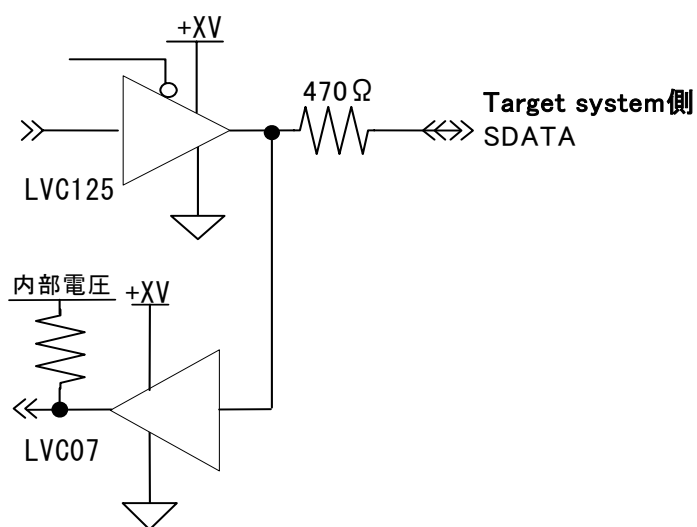 +XV
470Ω
Target system側
SDATA
LVC125
内部電圧
+XV
LVC07